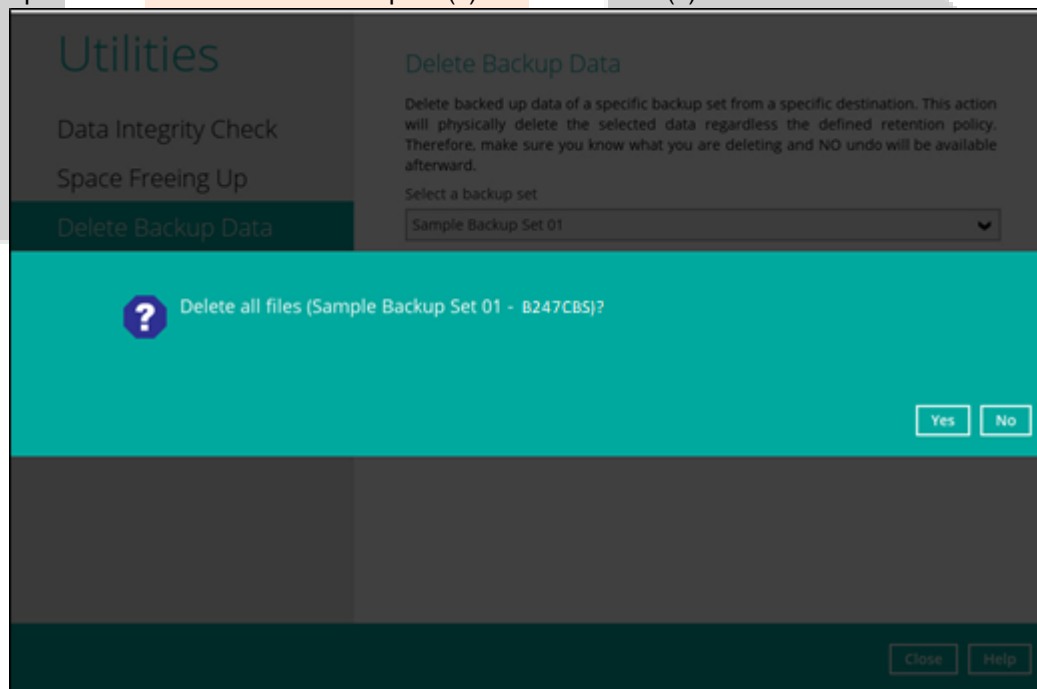 Utilities
Data Integrity Check
Space Freeing Up
Delete Backup Data
Delete Backup Data
Delete backed up data of a specific backup set from a specific destination. This action
will physically delete the selected data regardless the defined retention policy.
Therefore, make sure you know what you are deleting and NO undo will be available
afterward.
Select a backup set
Sample Backup Set 01
Delete all files (Sample Backup Set 01 - B247CBS)?
Yes No
Close Help